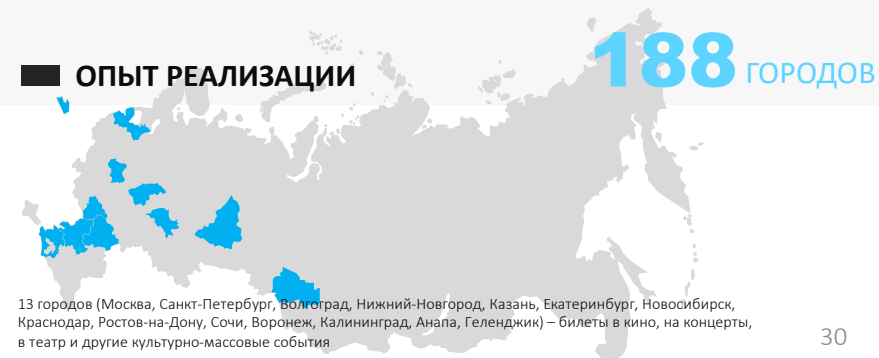 ОПЫТ РЕАЛИЗАЦИИ
188 ГОРОДОВ
13 городов (Москва, Санкт-Петербург, Волгоград, Нижний-Новгород, Казань, Екатеринбург, Новосибирск,
Краснодар, Ростов-на-Дону, Сочи, Воронеж, Калининград, Анапа, Геленджик) – билеты в кино, на концерты,
в театр и другие культурно-массовые события
30